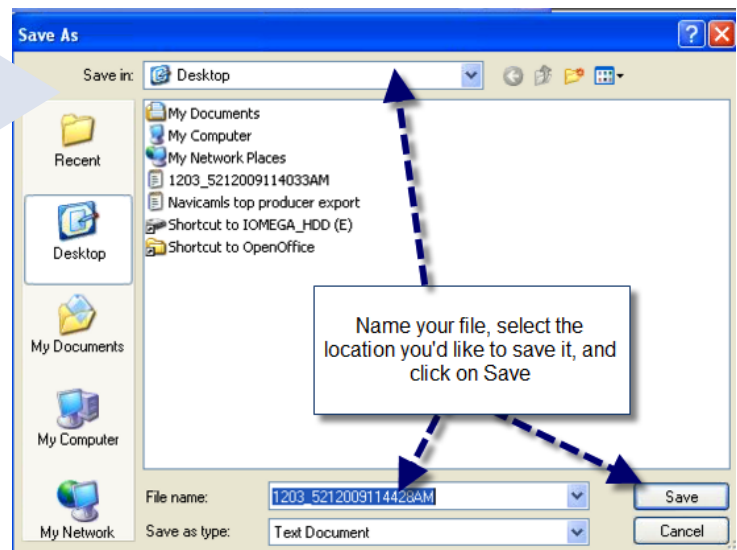 Save As
Save in:
Desktop
My Documents
My Computer
My Network Places
1203_5212009114033AM
Navicamls top producer export
Shortcut to IOMEGA_HDD (E)
Shortcut to OpenOffice
Recent
Desktop
My Documents
My Computer
My Network
Name your file, select the
location you'd like to save it, and
click on Save
File name:
1203_5212009114428AM
Save
Save as type:
Text Document
Cancel